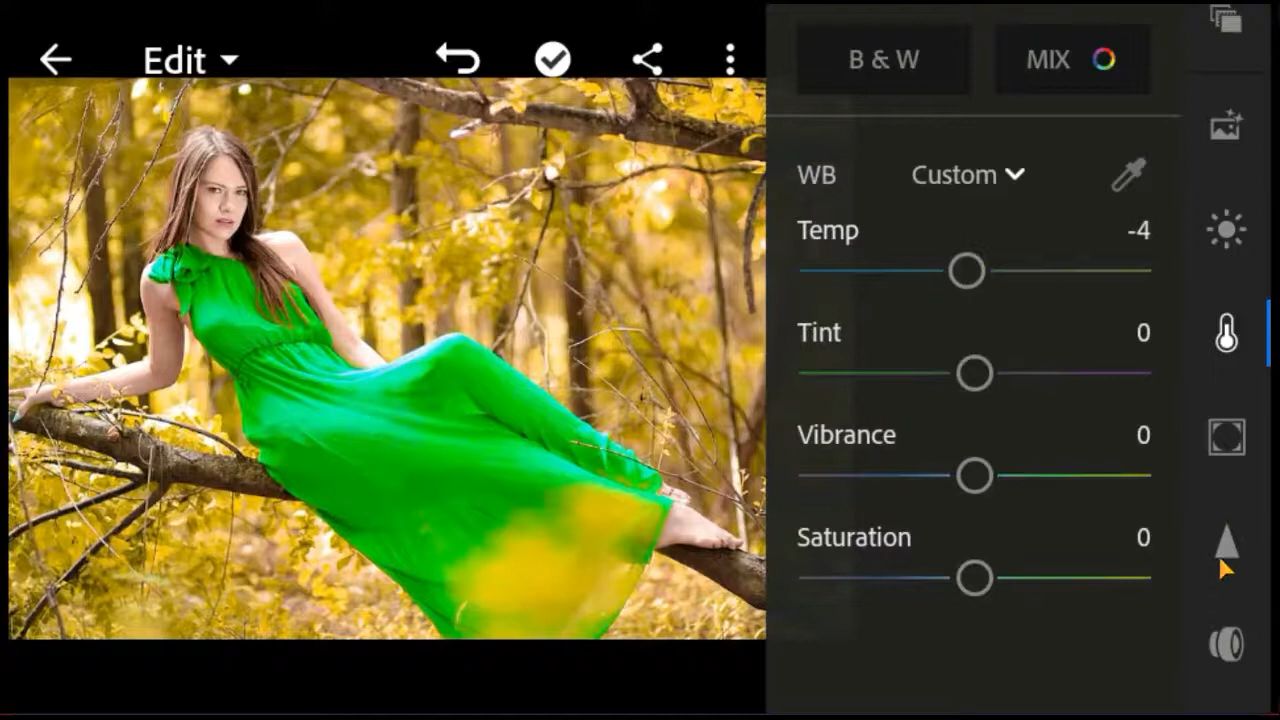 Edit
B & W
MIX
WB Custom
Temp -4
Tint 0
Vibrance 0
Saturation 0